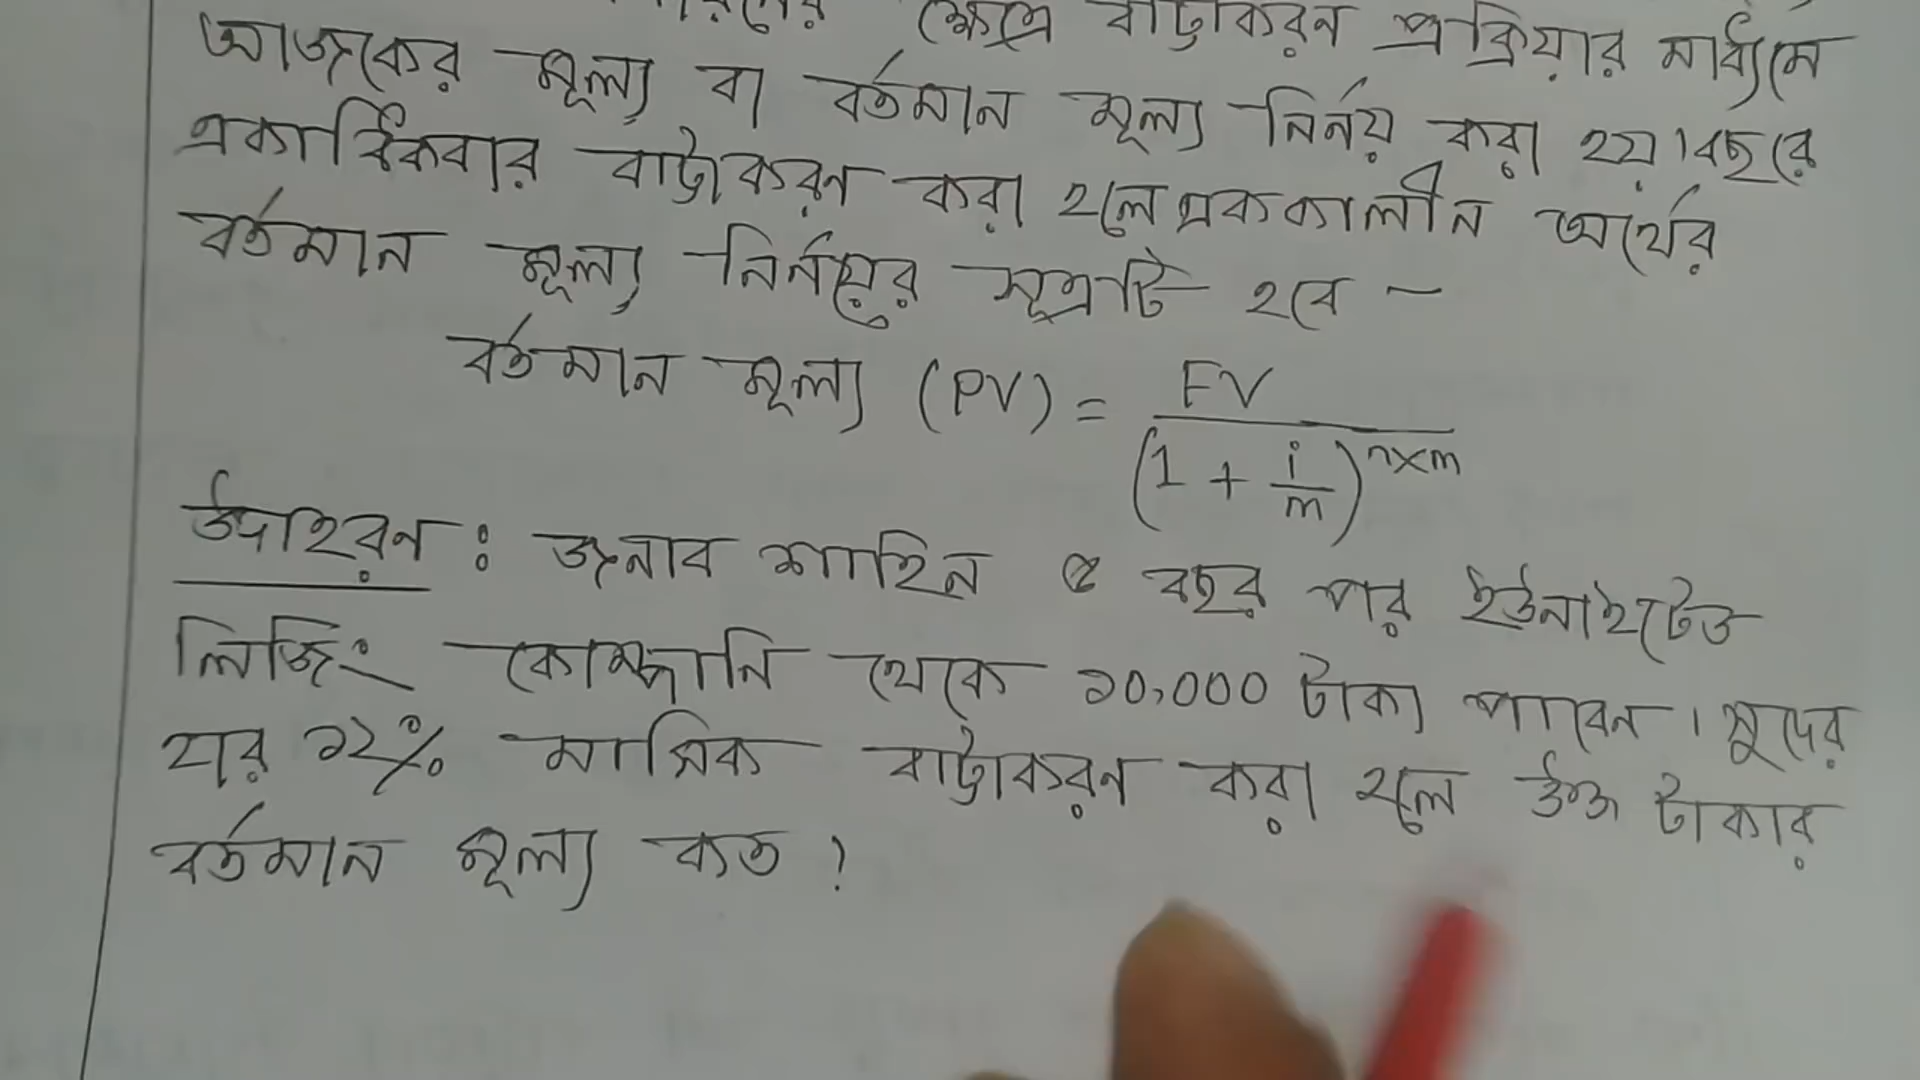 ক্ষেত্রে বাট্টাকরন প্রক্রিয়ার মাধ্যমে
আজকের মূল্য বা বর্তমান মূল্য নির্নয় করা হয়। বছরে
একাধিকবার বাট্টাকরন করা হলে এককালীন অর্থের
বর্তমান মূল্য নির্নয়ের সূত্রটি হবে -
বর্তমান মূল্য (PV) = FV / (1 + i/m)^n×m
উদাহরন : জনাব শাহিন ৫ বছর পর ইউনাইটেড
লিজিং কোম্পানি থেকে ১০,০০০ টাকা পাবেন। সুদের
হার ১২% মাসিক বাট্টাকরন করা হলে উক্ত টাকার
বর্তমান মূল্য কত ?